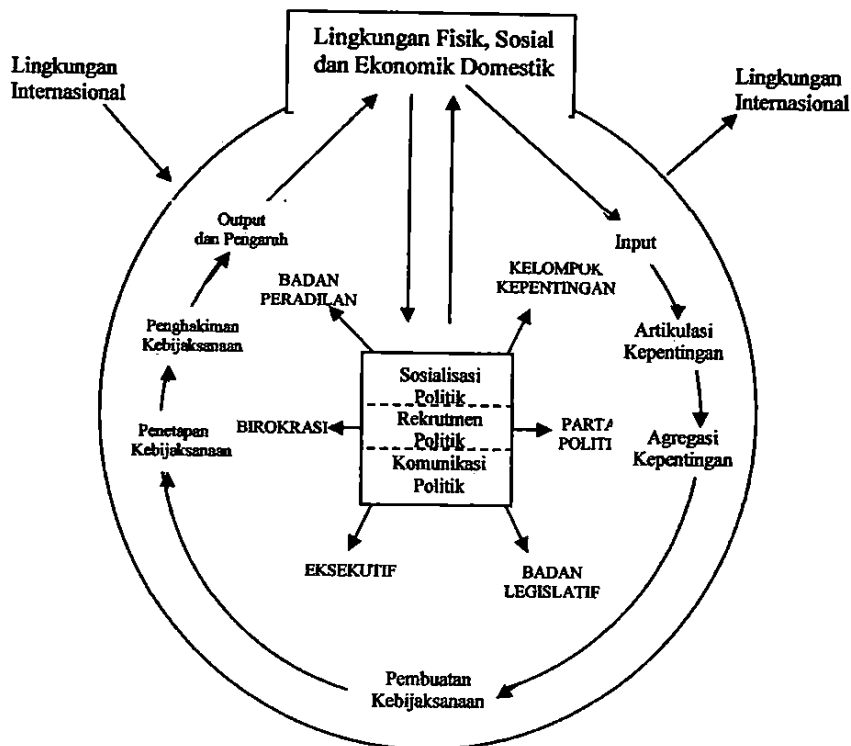 Lingkungan Fisik, Sosial
dan Ekonomik Domestik
Lingkungan
Internasional
Lingkungan
Internasional
Output
dan Pengaruh
Input
BADAN
PERADILAN
KELOMPOK
KEPENTINGAN
Penghakiman
Kebijaksanaan
Artikulasi
Kepentingan
Sosialisasi
Politik
Rekrutmen
Politik
Komunikasi
Politik
BIROKRASI
PARTA
POLITI
Penetapan
Kebijaksanaan
Agregasi
Kepentingan
EKSEKUTIF
BADAN
LEGISLATIF
Pembuatan
Kebijaksanaan